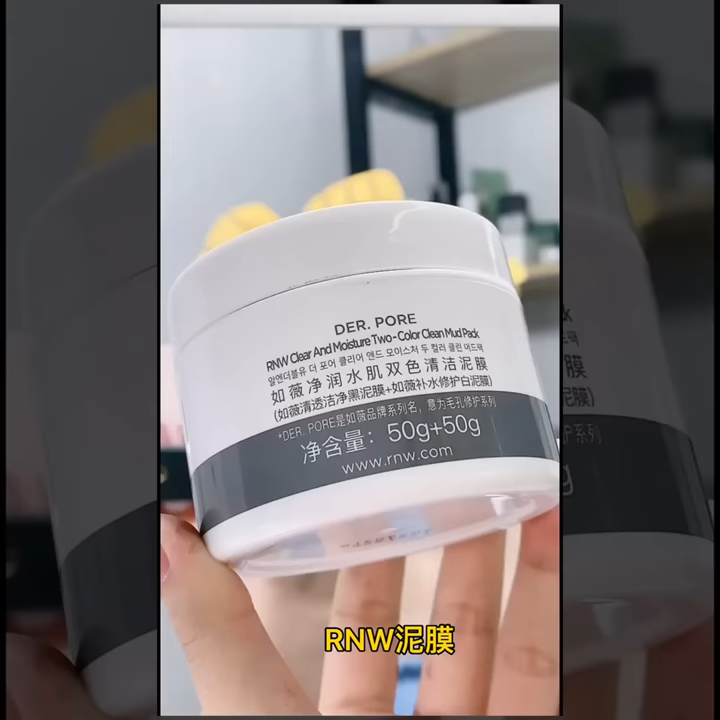 DER. PORE
RNW Clear And Moisture Two-Color Clean Mud Pack
알엔더블유 더 포어 클리어 엔드 모이스처 두 컬러 클린 머드팩
如薇净润水肌双色清洁泥膜
(如薇清透洁净黑泥膜+如薇补水修护白泥膜)
*DER. PORE是如薇品牌系列名，意为毛孔修护系列
净含量：50g+50g
www.rnw.com
RNW泥膜